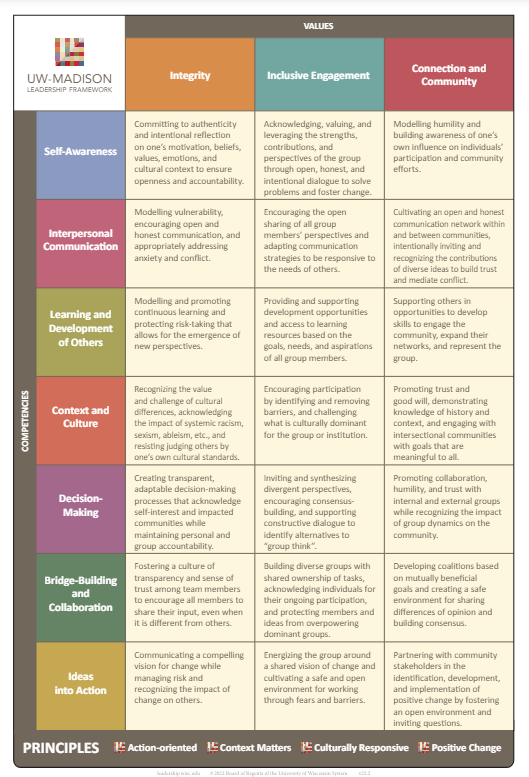 VALUES
UW-MADISON
LEADERSHIP FRAMEWORK
Integrity
Inclusive Engagement
Connection and
Community
COMPETENCIES
Self-Awareness
Committing to authenticity
and intentional reflection
on one's motivation, beliefs,
values, emotions, and
cultural context to ensure
openness and accountability.
Acknowledging, valuing, and
leveraging the strengths,
contributions, and
perspectives of the group
through open, honest, and
intentional dialogue to solve
problems and foster change.
Modelling humility and
building awareness of one's
own influence on individuals'
participation and community
efforts.
Interpersonal
Communication
Modelling vulnerability,
encouraging open and
honest communication, and
appropriately addressing
anxiety and conflict.
Encouraging the open
sharing of all group
members' perspectives and
adapting communication
strategies to be responsive to
the needs of others.
Cultivating an open and honest
communication network within
and between communities,
intentionally inviting and
recognizing the contributions
of diverse ideas to build trust
and mediate conflict.
Learning and
Development
of Others
Modelling and promoting
continuous learning and
protecting risk-taking that
allows for the emergence of
new perspectives.
Providing and supporting
development opportunities
and access to learning
resources based on the
goals, needs, and aspirations
of all group members.
Supporting others in
opportunities to develop
skills to engage the
community, expand their
networks, and represent the
group.
Context and
Culture
Recognizing the value
and challenge of cultural
differences, acknowledging
the impact of systemic racism,
sexism, ableism, etc., and
resisting judging others by
one's own cultural standards.
Encouraging participation
by identifying and removing
barriers, and challenging
what is culturally dominant
for the group or institution.
Promoting trust and
good will, demonstrating
knowledge of history and
context, and engaging with
intersectional communities
with goals that are
meaningful to all.
Decision-
Making
Creating transparent,
adaptable decision-making
processes that acknowledge
self-interest and impacted
communities while
maintaining personal and
group accountability.
Inviting and synthesizing
divergent perspectives,
encouraging consensus-
building, and supporting
constructive dialogue to
identify alternatives to
"group think".
Promoting collaboration,
humility, and trust with
internal and external groups
while recognizing the impact
of group dynamics on the
community.
Bridge-Building
and
Collaboration
Fostering a culture of
transparency and sense of
trust among team members
to encourage all members to
share their input, even when
it is different from others.
Building diverse groups with
shared ownership of tasks,
acknowledging individuals for
their ongoing participation,
and protecting members and
ideas from overpowering
dominant groups.
Developing coalitions based
on mutually beneficial
goals and creating a safe
environment for sharing
differences of opinion and
building consensus.
Ideas
into Action
Communicating a compelling
vision for change while
managing risk and
recognizing the impact of
change on others.
Energizing the group around
a shared vision of change and
cultivating a safe and open
environment for working
through fears and barriers.
Partnering with community
stakeholders in the
identification, development,
and implementation of
positive change by fostering
an open environment and
inviting questions.
PRINCIPLES Action-oriented Context Matters Culturally Responsive Positive Change
leadership.wisc.edu © 2022 Board of Regents of the University of Wisconsin System